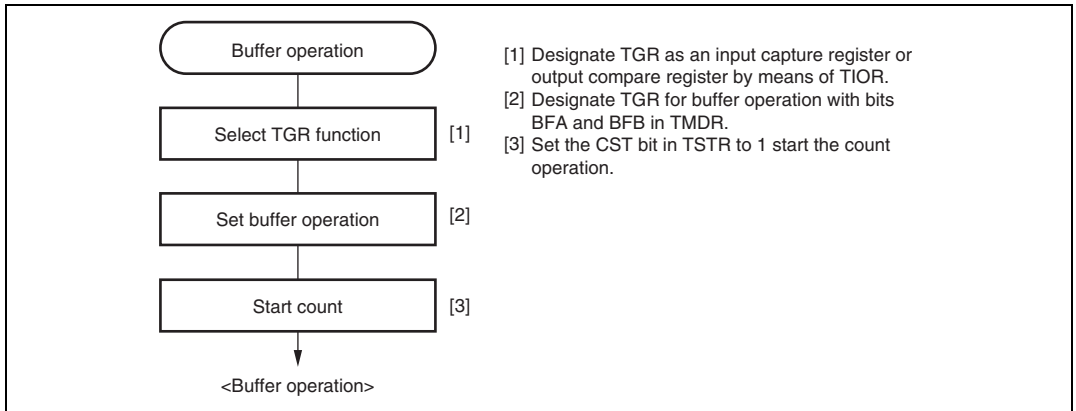 Buffer operation
Select TGR function
[1]
Set buffer operation
[2]
Start count
[3]
<Buffer operation>
[1] Designate TGR as an input capture register or
output compare register by means of TIOR.
[2] Designate TGR for buffer operation with bits
BFA and BFB in TMDR.
[3] Set the CST bit in TSTR to 1 start the count
operation.